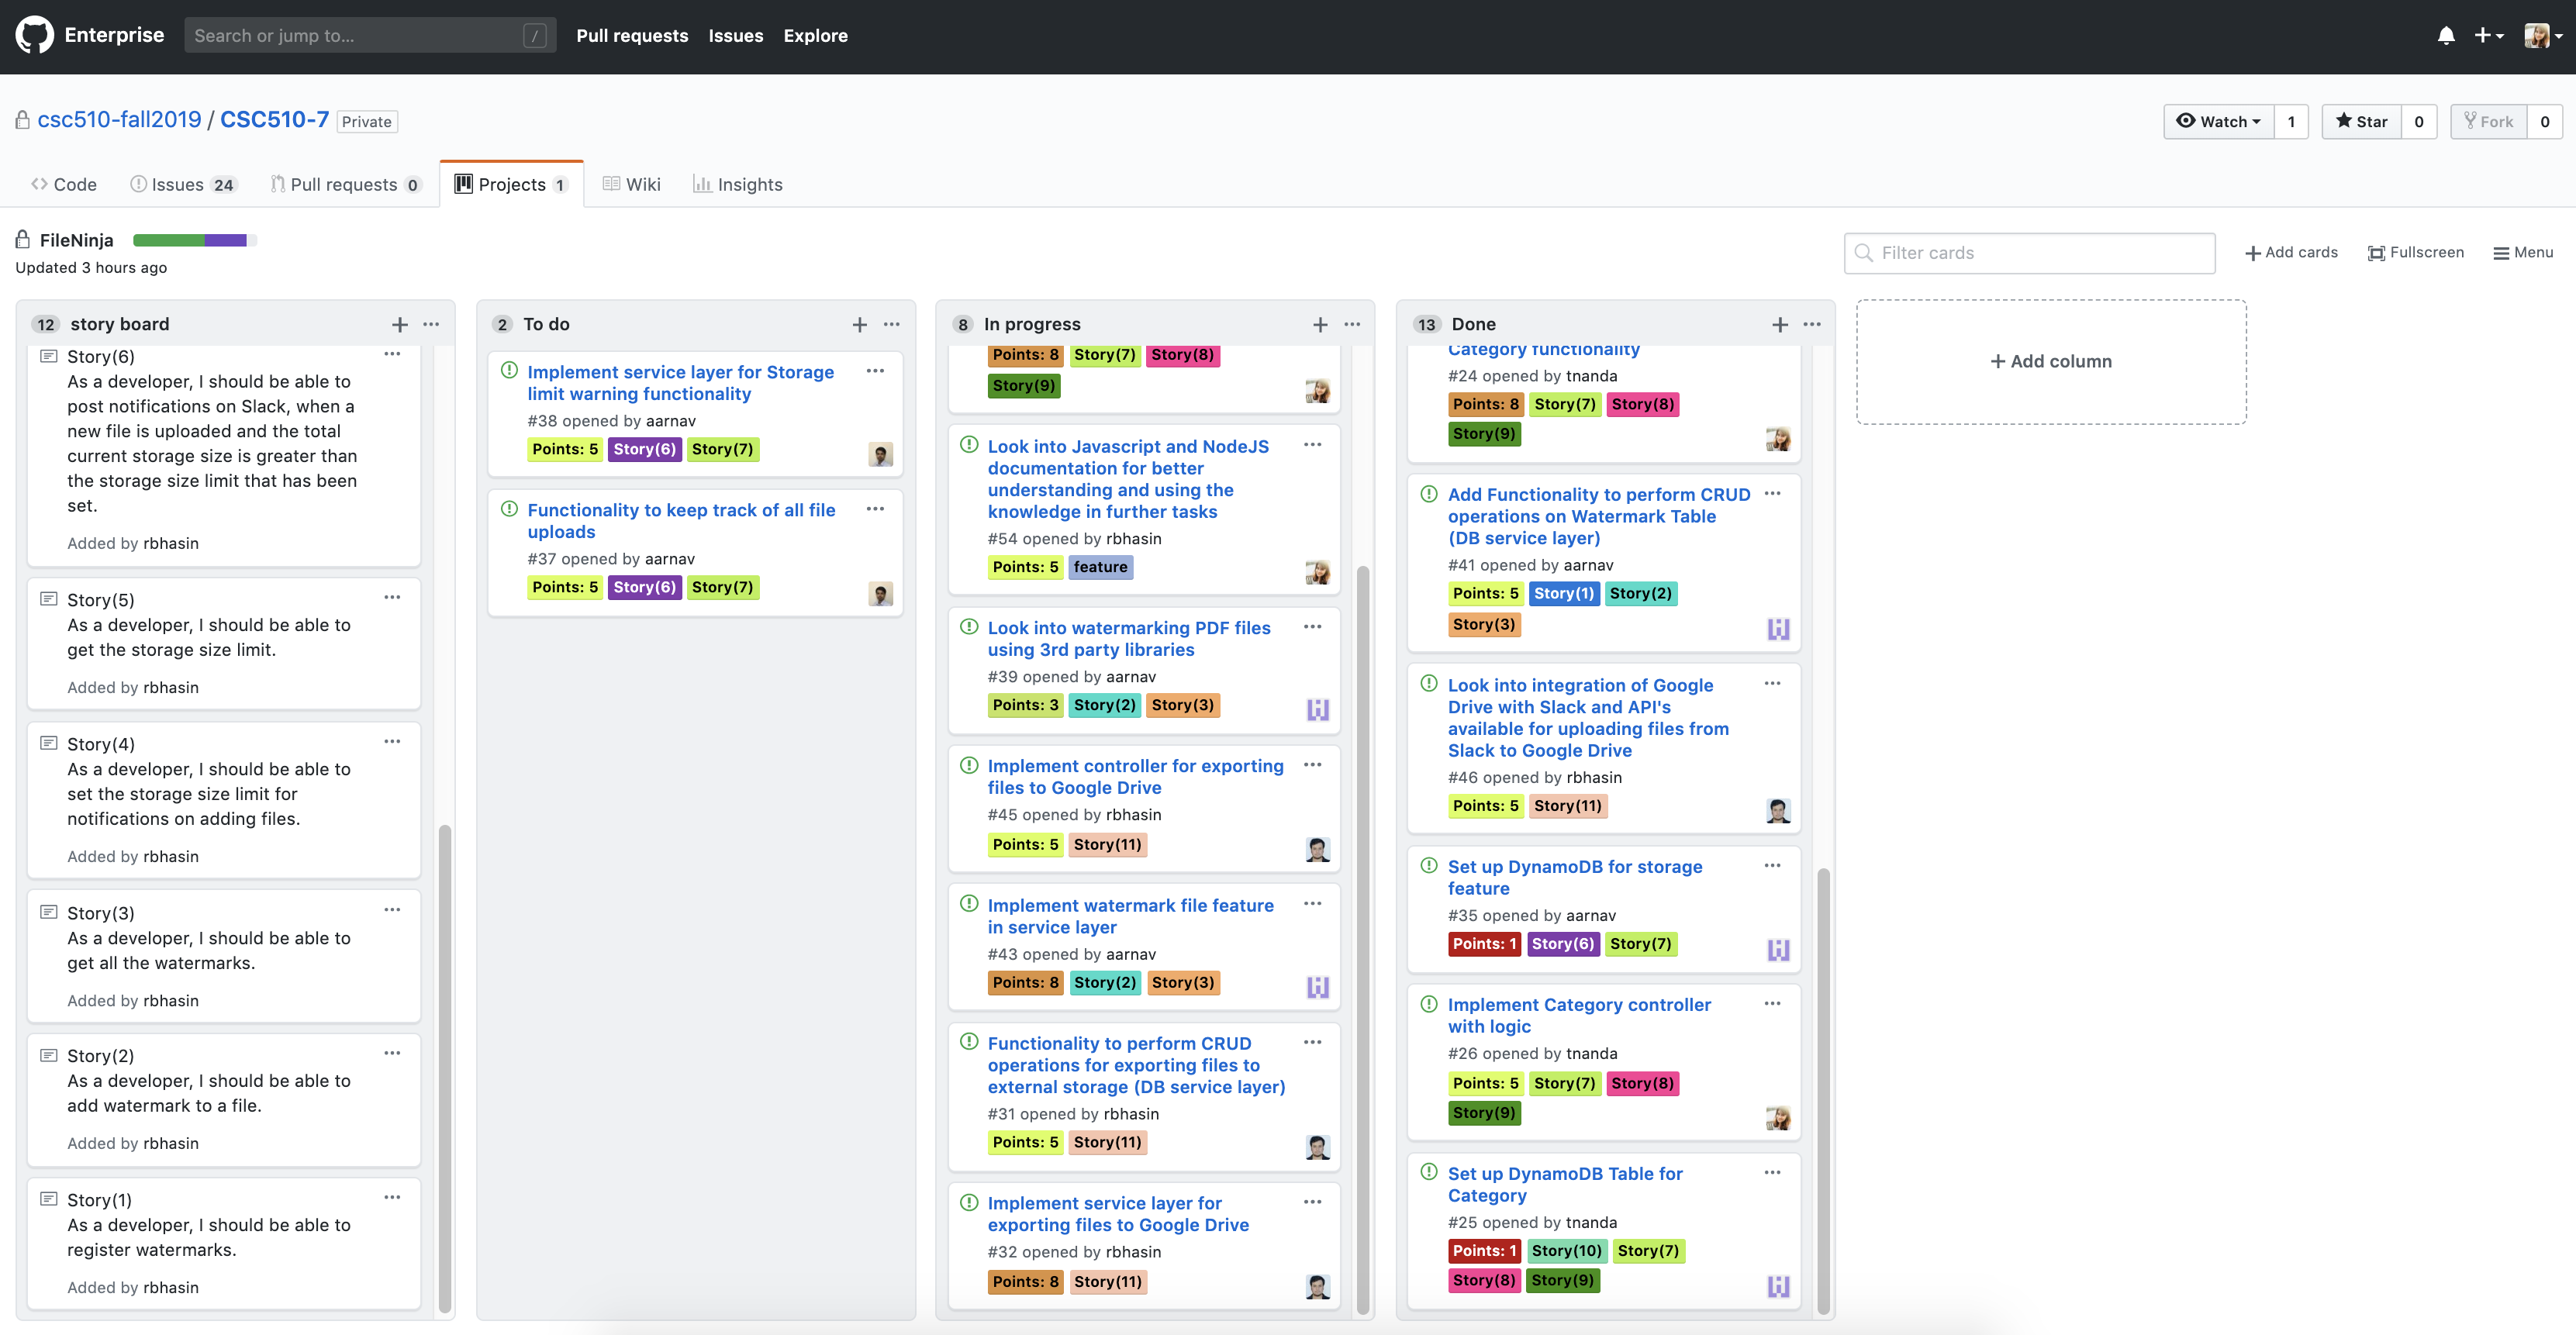 Enterprise
Search or jump to...
/
Pull requests
Issues
Explore
csc510-fall2019 / CSC510-7 Private
Watch 1
Star 0
Fork 0
Code
Issues 24
Pull requests 0
Projects 1
Wiki
Insights
FileNinja
Updated 3 hours ago
Filter cards
Add cards
Fullscreen
Menu
12 story board
Story(6)
As a developer, I should be able to
post notifications on Slack, when a
new file is uploaded and the total
current storage size is greater than
the storage size limit that has been
set.
Added by rbhasin
Story(5)
As a developer, I should be able to
get the storage size limit.
Added by rbhasin
Story(4)
As a developer, I should be able to
set the storage size limit for
notifications on adding files.
Added by rbhasin
Story(3)
As a developer, I should be able to
get all the watermarks.
Added by rbhasin
Story(2)
As a developer, I should be able to
add watermark to a file.
Added by rbhasin
Story(1)
As a developer, I should be able to
register watermarks.
Added by rbhasin
2 To do
Implement service layer for Storage
limit warning functionality
#38 opened by aarnav
Points: 5 Story(6) Story(7)
Functionality to keep track of all file
uploads
#37 opened by aarnav
Points: 5 Story(6) Story(7)
8 In progress
Points: 8 Story(7) Story(8)
Story(9)
Look into Javascript and NodeJS
documentation for better
understanding and using the
knowledge in further tasks
#54 opened by rbhasin
Points: 5 feature
Look into watermarking PDF files
using 3rd party libraries
#39 opened by aarnav
Points: 3 Story(2) Story(3)
Implement controller for exporting
files to Google Drive
#45 opened by rbhasin
Points: 5 Story(11)
Implement watermark file feature
in service layer
#43 opened by aarnav
Points: 8 Story(2) Story(3)
Functionality to perform CRUD
operations for exporting files to
external storage (DB service layer)
#31 opened by rbhasin
Points: 5 Story(11)
Implement service layer for
exporting files to Google Drive
#32 opened by rbhasin
Points: 8 Story(11)
13 Done
Category functionality
#24 opened by tnanda
Points: 8 Story(7) Story(8)
Story(9)
Add Functionality to perform CRUD
operations on Watermark Table
(DB service layer)
#41 opened by aarnav
Points: 5 Story(1) Story(2)
Story(3)
Look into integration of Google
Drive with Slack and API's
available for uploading files from
Slack to Google Drive
#46 opened by rbhasin
Points: 5 Story(11)
Set up DynamoDB for storage
feature
#35 opened by aarnav
Points: 1 Story(6) Story(7)
Implement Category controller
with logic
#26 opened by tnanda
Points: 5 Story(7) Story(8)
Story(9)
Set up DynamoDB Table for
Category
#25 opened by tnanda
Points: 1 Story(10) Story(7)
Story(8) Story(9)
Add column